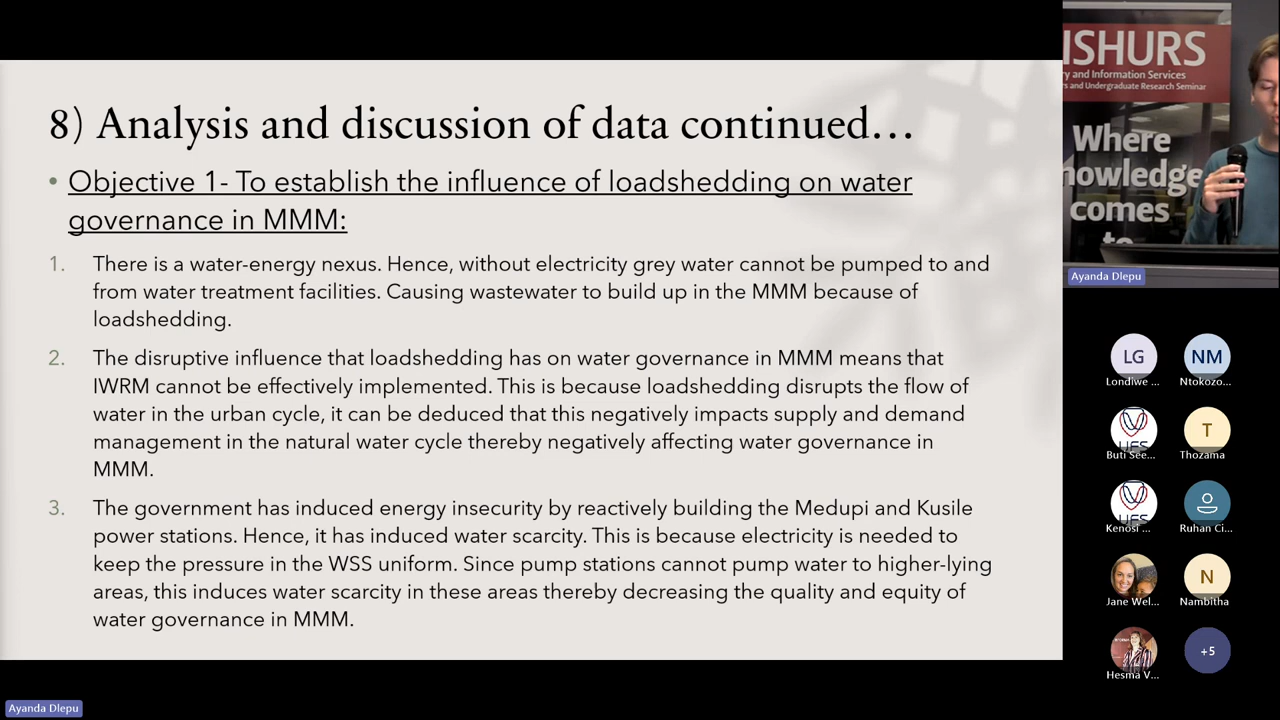 8) Analysis and discussion of data continued…
• Objective 1- To establish the influence of loadshedding on water
governance in MMM:
1. There is a water-energy nexus. Hence, without electricity grey water cannot be pumped to and
from water treatment facilities. Causing wastewater to build up in the MMM because of
loadshedding.
2. The disruptive influence that loadshedding has on water governance in MMM means that
IWRM cannot be effectively implemented. This is because loadshedding disrupts the flow of
water in the urban cycle, it can be deduced that this negatively impacts supply and demand
management in the natural water cycle thereby negatively affecting water governance in
MMM.
3. The government has induced energy insecurity by reactively building the Medupi and Kusile
power stations. Hence, it has induced water scarcity. This is because electricity is needed to
keep the pressure in the WSS uniform. Since pump stations cannot pump water to higher-lying
areas, this induces water scarcity in these areas thereby decreasing the quality and equity of
water governance in MMM.
ISHURS
y and Information Services
s and Undergraduate Research Seminar
Where
nowledge
comes
to
Ayanda Dlepu
LG
Londiwe ...
NM
Ntokozo...
UFS
Buti See...
T
Thozama
UFS
Kenosi ...
Ruhan Ci...
Jane Wel...
N
Nambitha
Hesma V...
+5
Ayanda Dlepu